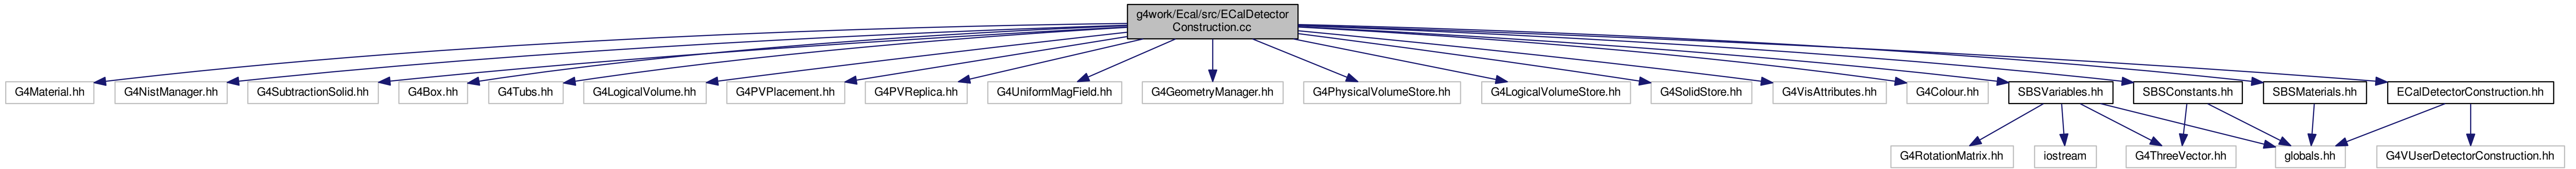 g4work/Ecal/src/ECalDetector
Construction.cc
G4Material.hh
G4NistManager.hh
G4SubtractionSolid.hh
G4Box.hh
G4Tubs.hh
G4LogicalVolume.hh
G4PVPlacement.hh
G4PVReplica.hh
G4UniformMagField.hh
G4GeometryManager.hh
G4PhysicalVolumeStore.hh
G4LogicalVolumeStore.hh
G4SolidStore.hh
G4VisAttributes.hh
G4Colour.hh
SBSVariables.hh
SBSConstants.hh
SBSMaterials.hh
ECalDetectorConstruction.hh
G4RotationMatrix.hh
iostream
G4ThreeVector.hh
globals.hh
G4VUserDetectorConstruction.hh